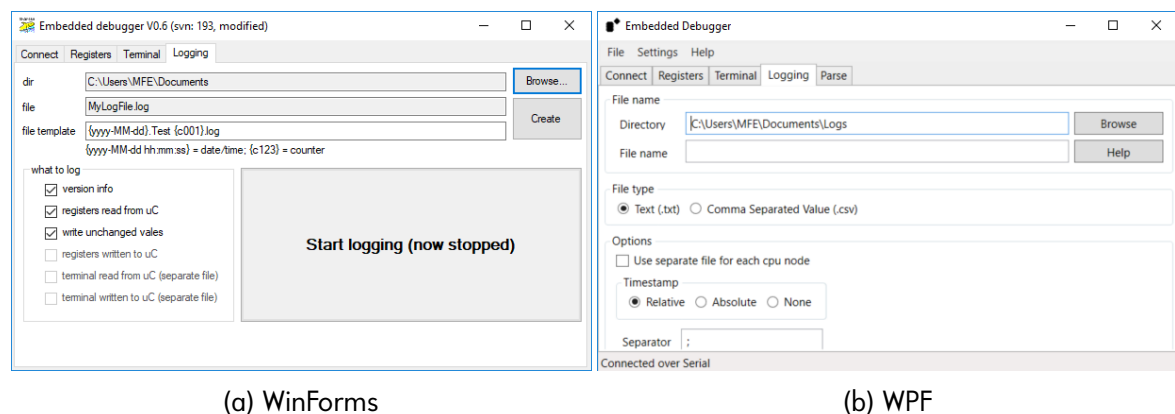 Embedded debugger V0.6 (svn: 193, modified)
Connect Registers Terminal Logging
dir C:\Users\MFE\Documents Browse...
file MyLogFile.log Create
file template {yyyy-MM-dd}.Test {c001}.log
{yyyy-MM-dd hh:mm:ss} = date/time; {c123} = counter
what to log
version info
registers read from uC
write unchanged vales
registers written to uC
terminal read from uC (separate file)
terminal written to uC (separate file)
Start logging (now stopped)
(a) WinForms
Embedded Debugger
File Settings Help
Connect Registers Terminal Logging Parse
File name
Directory C:\Users\MFE\Documents\Logs Browse
File name Help
File type
Text (.txt) Comma Separated Value (.csv)
Options
Use separate file for each cpu node
Timestamp
Relative Absolute None
Separator ;
Connected over Serial
(b) WPF